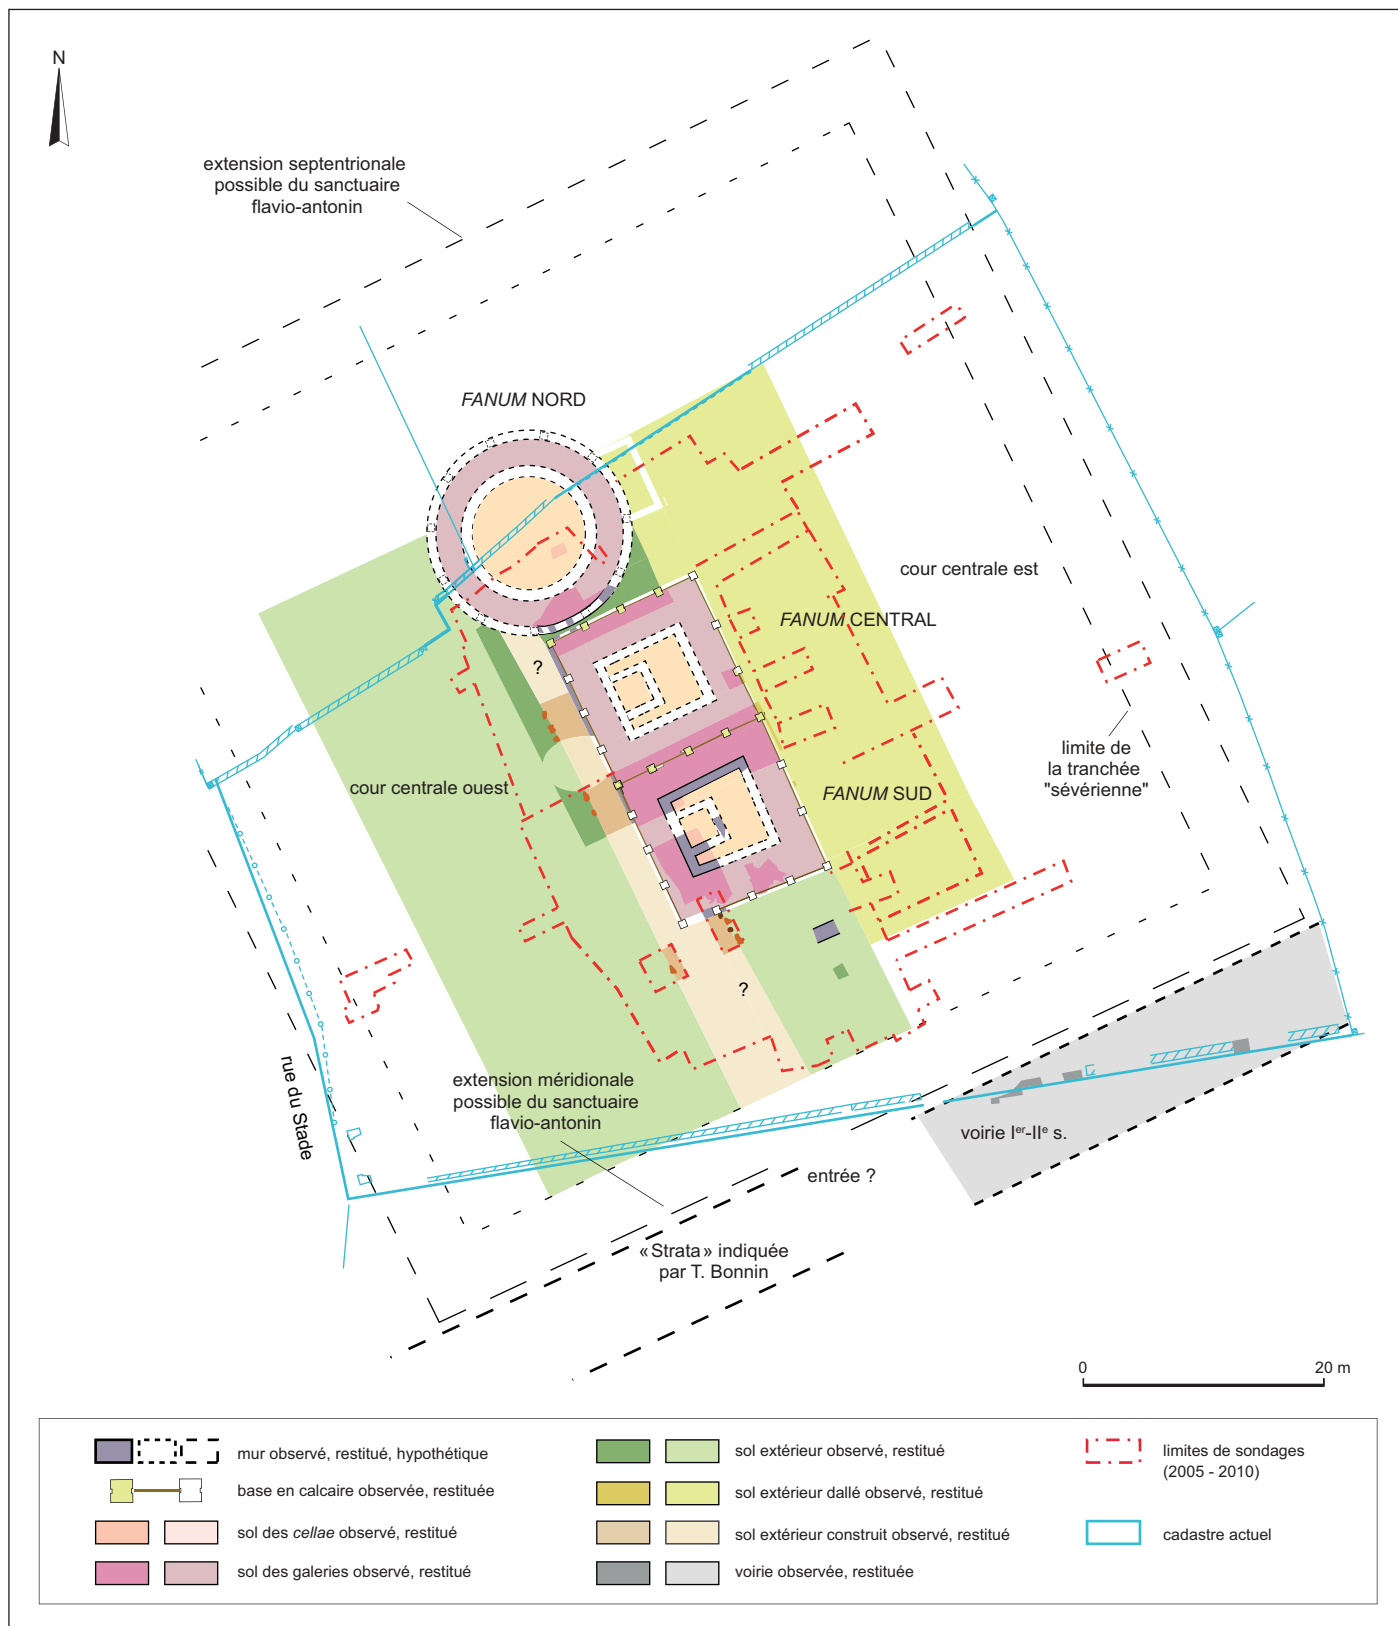 N
extension septentrionale
possible du sanctuaire
flavio-antonin
FANUM NORD
cour centrale est
FANUM CENTRAL
?
limite de
la tranchée
"sévérienne"
cour centrale ouest
FANUM SUD
?
rue du Stade
extension méridionale
possible du sanctuaire
flavio-antonin
voirie Ier-IIe s.
entrée ?
«Strata» indiquée
par T. Bonnin
0 20 m
mur observé, restitué, hypothétique
base en calcaire observée, restituée
sol des cellae observé, restitué
sol des galeries observé, restitué
sol extérieur observé, restitué
sol extérieur dallé observé, restitué
sol extérieur construit observé, restitué
voirie observée, restituée
limites de sondages
(2005 - 2010)
cadastre actuel